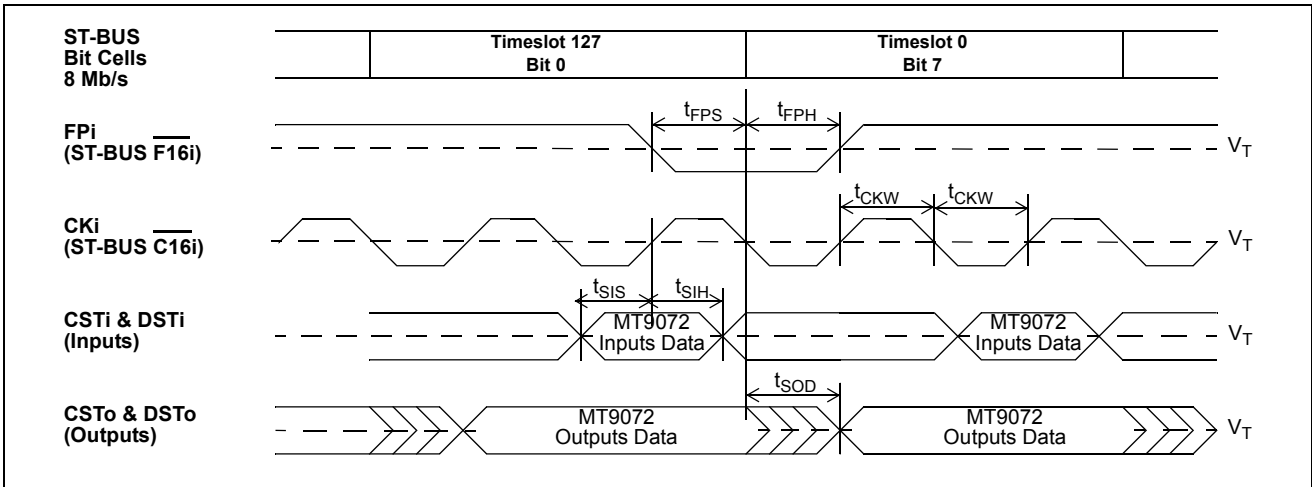 ST-BUS
Bit Cells
8 Mb/s
Timeslot 127
Bit 0
Timeslot 0
Bit 7
FPi
(ST-BUS F16i)
tFPS
tFPH
VT
CKi
(ST-BUS C16i)
tCKW
tCKW
VT
CSTi & DSTi
(Inputs)
tSIS
tSIH
MT9072
Inputs Data
MT9072
Inputs Data
VT
CSTo & DSTo
(Outputs)
tSOD
MT9072
Outputs Data
MT9072
Outputs Data
VT